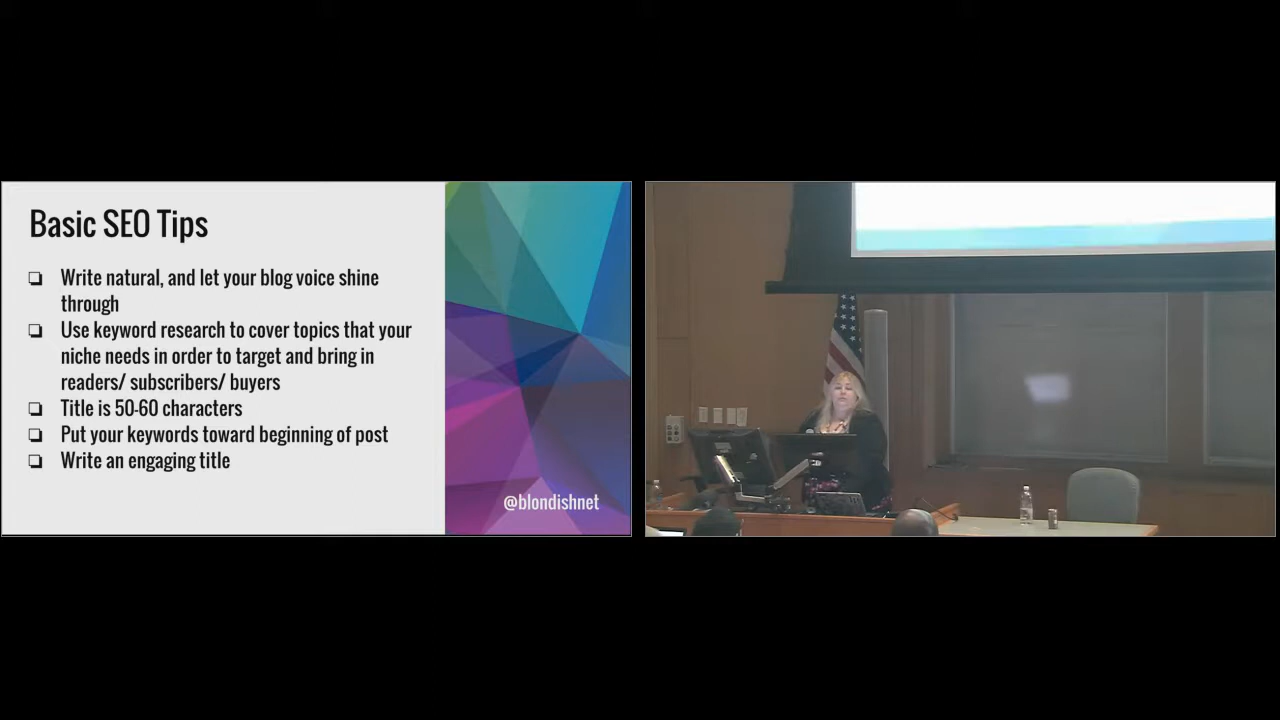 Basic SEO Tips
❏ Write natural, and let your blog voice shine
through
❏ Use keyword research to cover topics that your
niche needs in order to target and bring in
readers/ subscribers/ buyers
❏ Title is 50-60 characters
❏ Put your keywords toward beginning of post
❏ Write an engaging title
@blondishnet